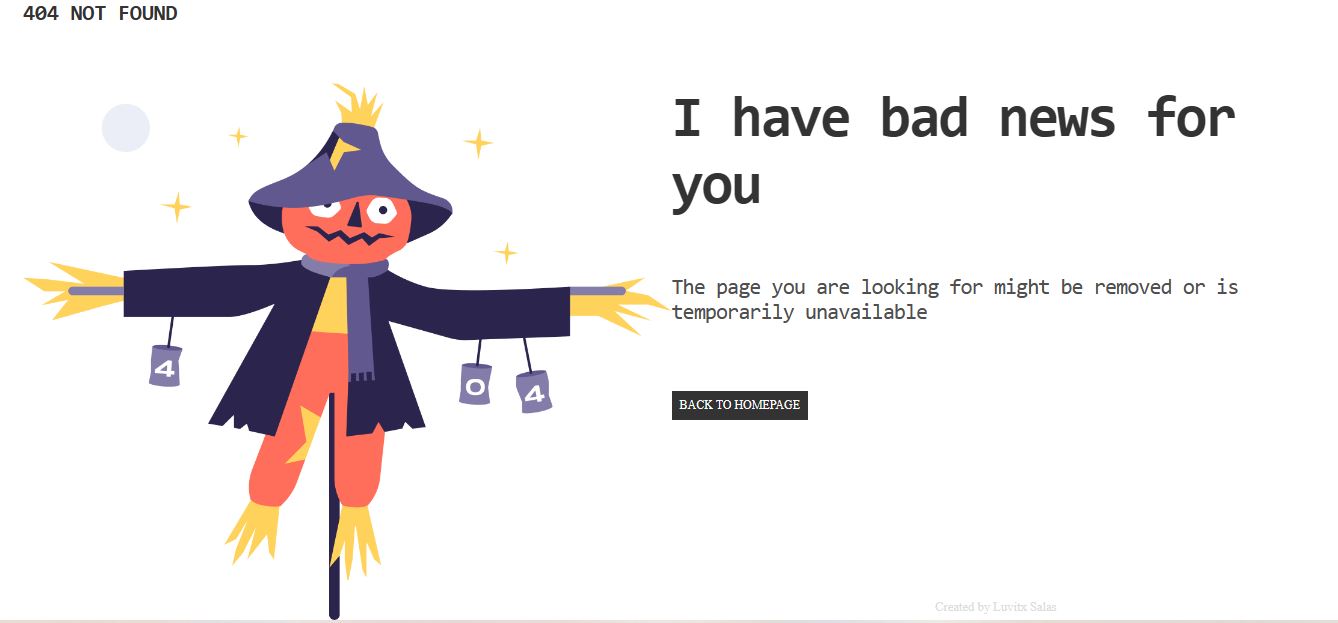 404 NOT FOUND
I have bad news for
you
The page you are looking for might be removed or is
temporarily unavailable
4
0
4
BACK TO HOMEPAGE
Created by Luvitx Salas